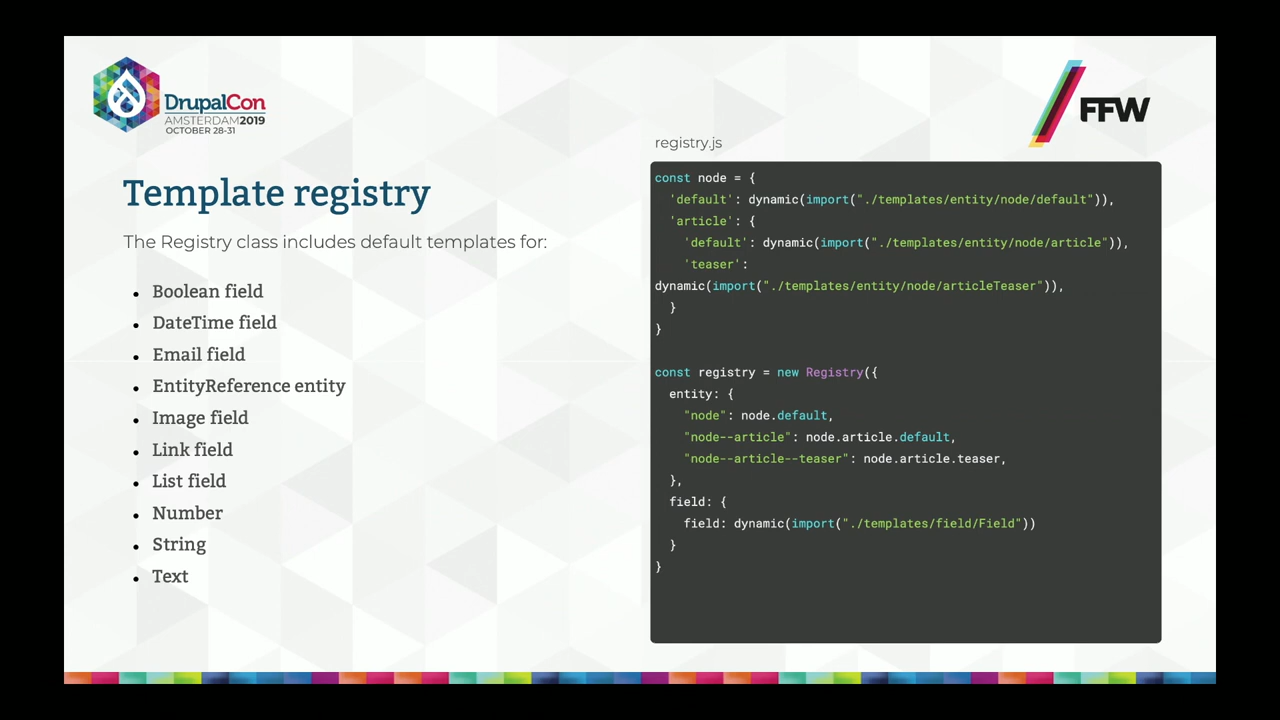 DrupalCon
AMSTERDAM2019
OCTOBER 28-31
FFW
Template registry
The Registry class includes default templates for:
• Boolean field
• DateTime field
• Email field
• EntityReference entity
• Image field
• Link field
• List field
• Number
• String
• Text
registry.js
const node = {
  'default': dynamic(import("./templates/entity/node/default")),
  'article': {
    'default': dynamic(import("./templates/entity/node/article")),
    'teaser':
dynamic(import("./templates/entity/node/articleTeaser")),
  }
}

const registry = new Registry({
  entity: {
    "node": node.default,
    "node--article": node.article.default,
    "node--article--teaser": node.article.teaser,
  },
  field: {
    field: dynamic(import("./templates/field/Field"))
  }
}